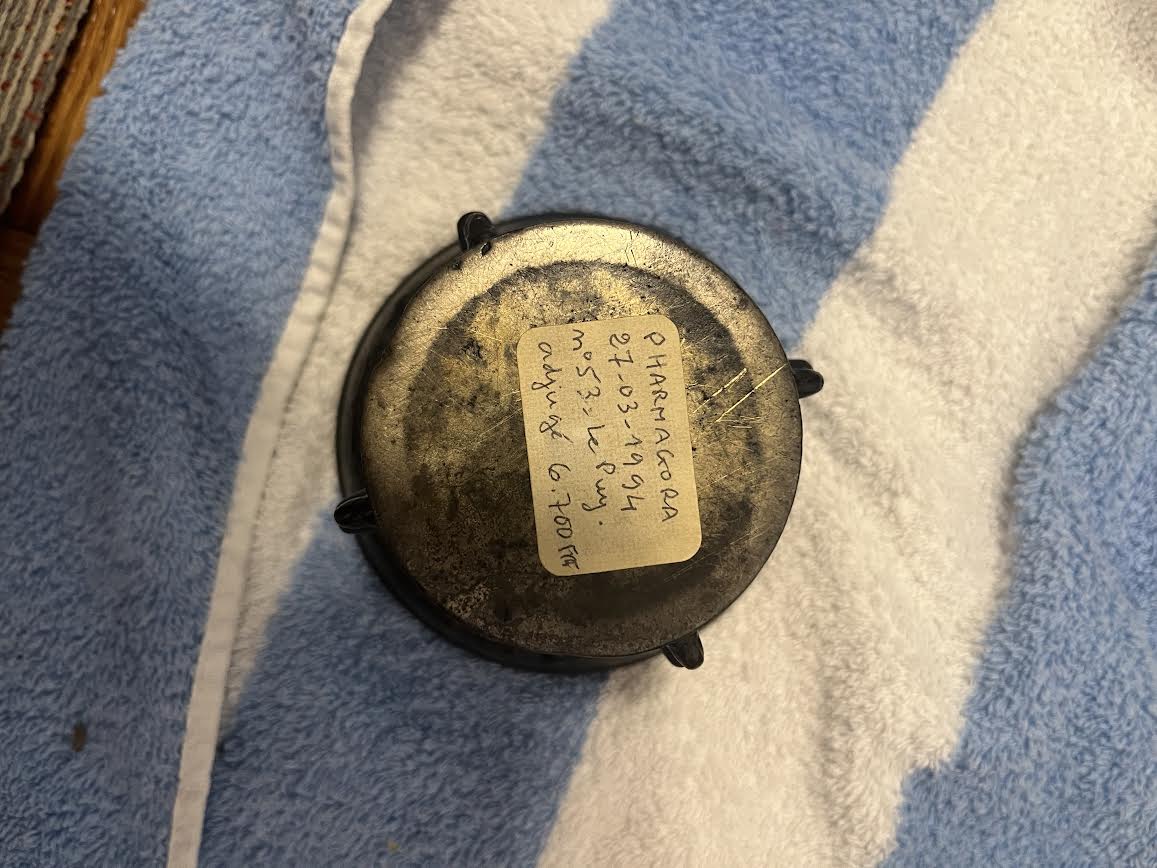 PHARMAGORA
27-03-1994
n° 53 = Le Puy.
adjugé 6.700 FF